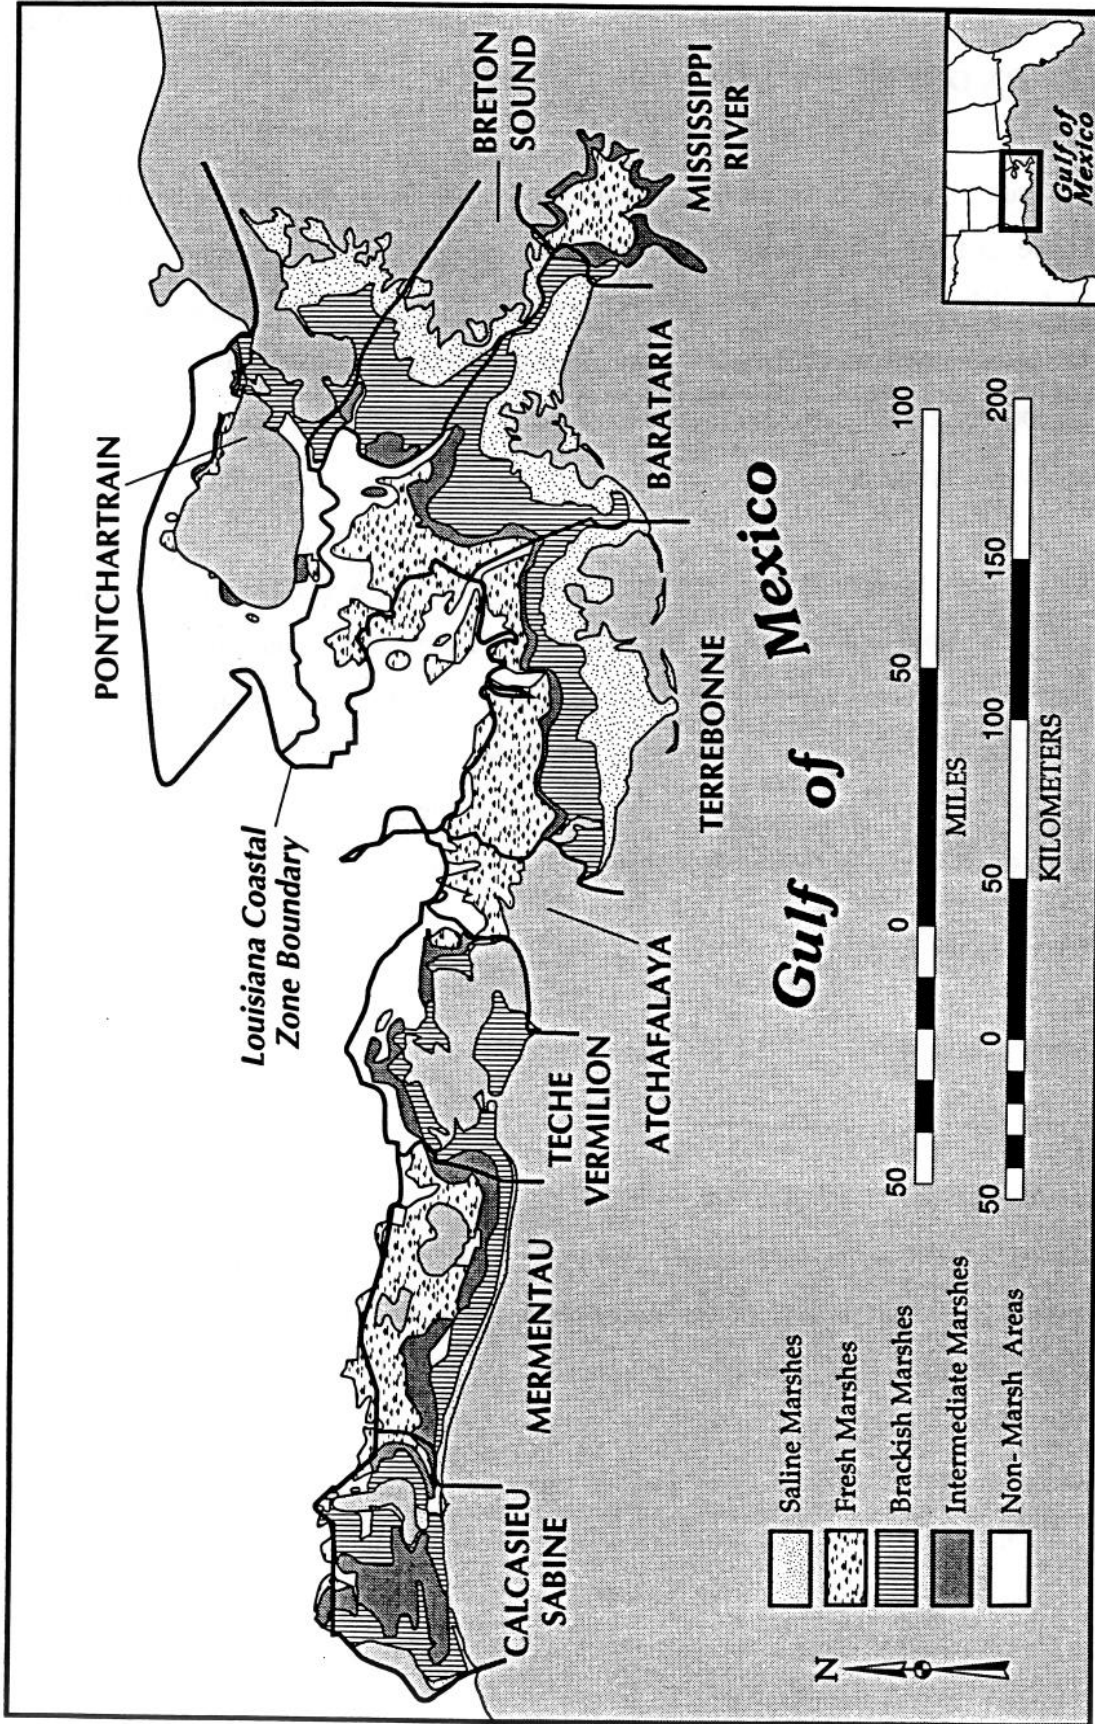 PONTCHARTRAIN
BRETON
SOUND
MISSISSIPPI
RIVER
Louisiana Coastal
Zone Boundary
BARATARIA
TERREBONNE
ATCHAFALAYA
TECHE
VERMILION
MERMENTAU
CALCASIEU
SABINE
Gulf of Mexico
50 0 50 100
MILES
50 0 50 100 150 200
KILOMETERS
N
Saline Marshes
Fresh Marshes
Brackish Marshes
Intermediate Marshes
Non-Marsh Areas
Gulf of
Mexico